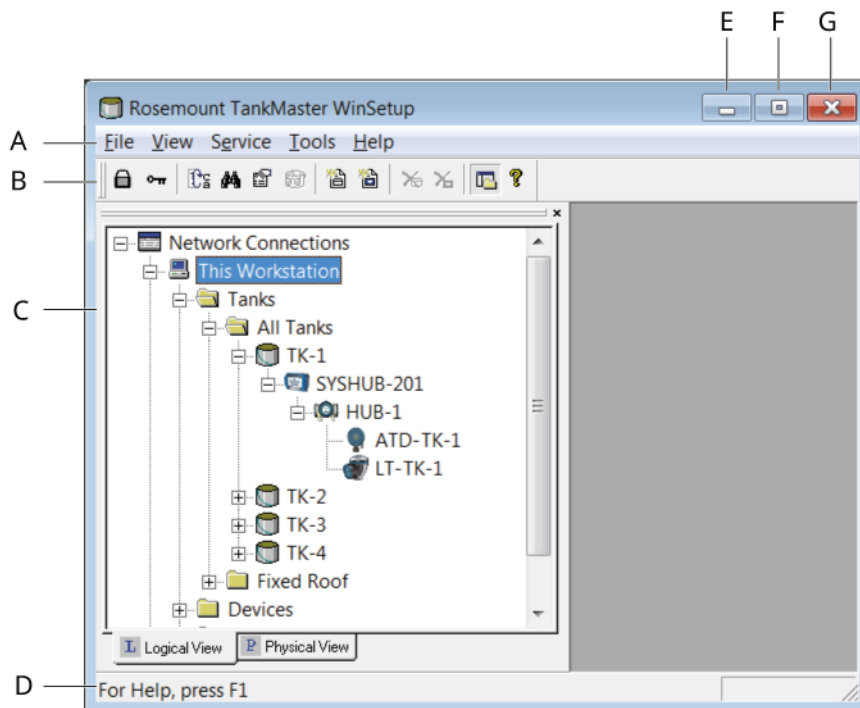 E F G
Rosemount TankMaster WinSetup
A
File View Service Tools Help
B
Network Connections
This Workstation
C
Tanks
All Tanks
TK-1
SYSHUB-201
HUB-1
ATD-TK-1
LT-TK-1
TK-2
TK-3
TK-4
Fixed Roof
Devices
L Logical View P Physical View
D
For Help, press F1